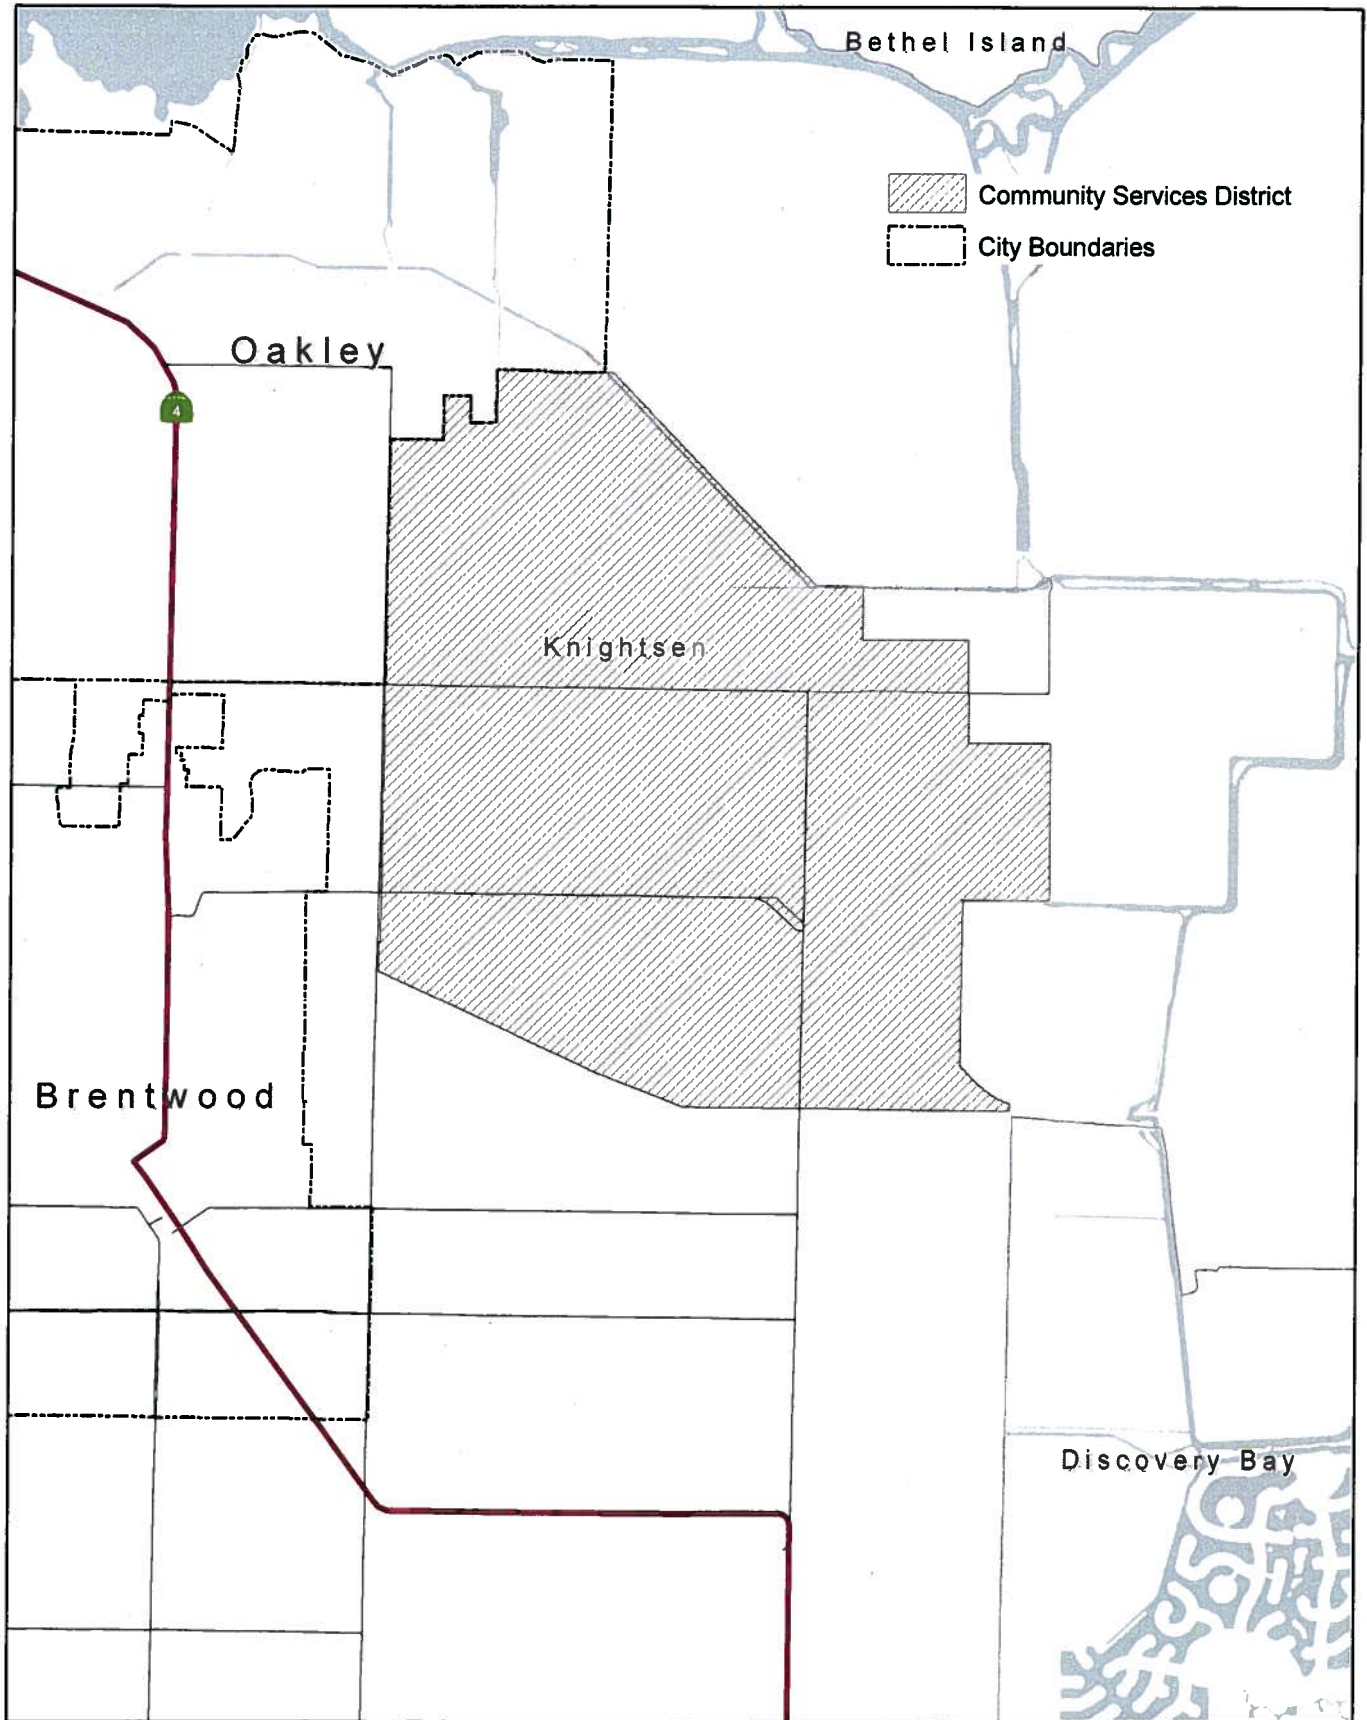 Bethel Island
Community Services District
City Boundaries
Oakley
4
Knightsen
Brentwood
Discovery Bay